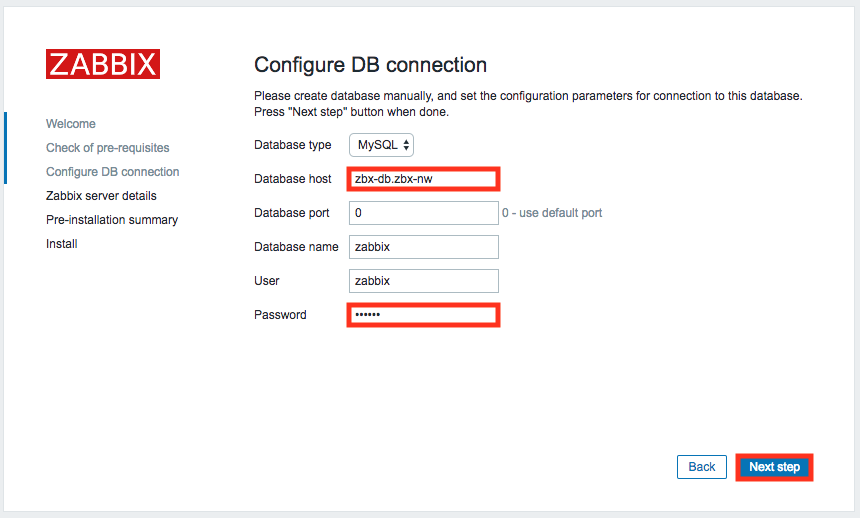 ZABBIX
Welcome
Check of pre-requisites
Configure DB connection
Zabbix server details
Pre-installation summary
Install
Configure DB connection
Please create database manually, and set the configuration parameters for connection to this database.
Press "Next step" button when done.
Database type MySQL
Database host zbx-db.zbx-nw
Database port 0 0 - use default port
Database name zabbix
User zabbix
Password ••••••
Back Next step